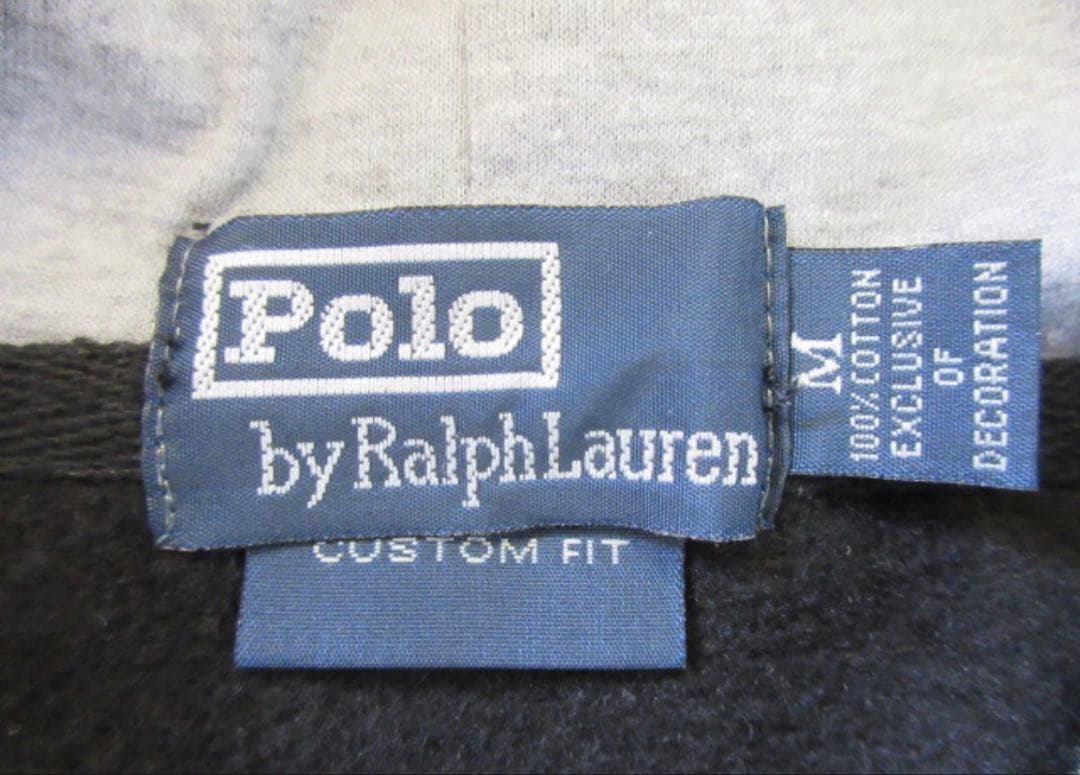 Polo
by Ralph Lauren
CUSTOM FIT
M
100% COTTON
EXCLUSIVE
OF
DECORATION